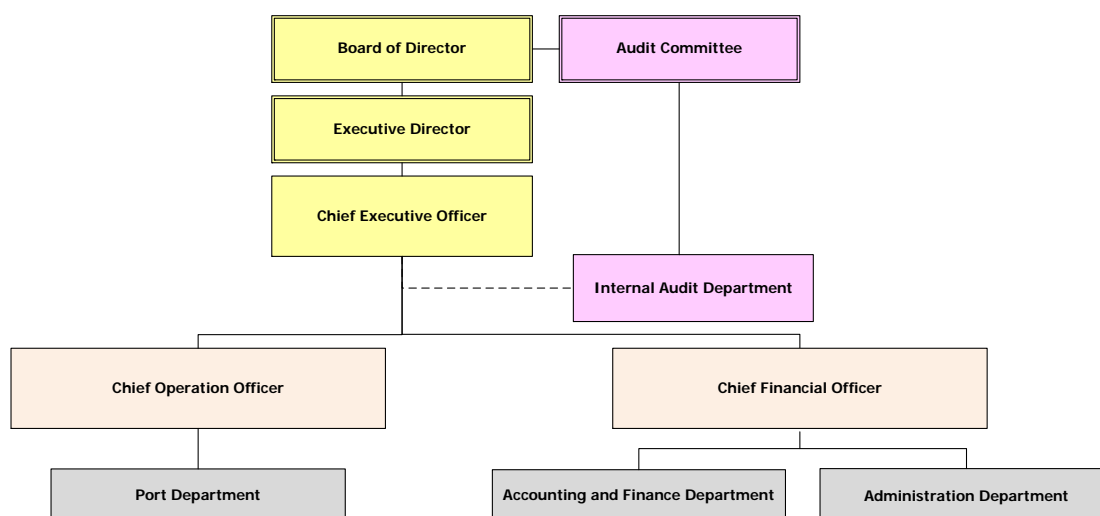 Board of Director
Audit Committee
Executive Director
Chief Executive Officer
Internal Audit Department
Chief Operation Officer
Chief Financial Officer
Port Department
Accounting and Finance Department
Administration Department